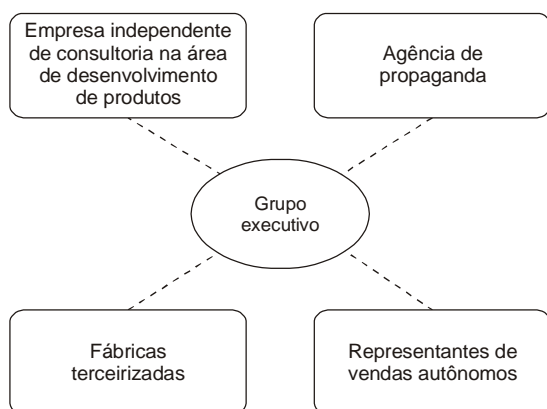 Empresa independente
de consultoria na área
de desenvolvimento
de produtos
Agência de
propaganda
Grupo
executivo
Fábricas
terceirizadas
Representantes de
vendas autônomos